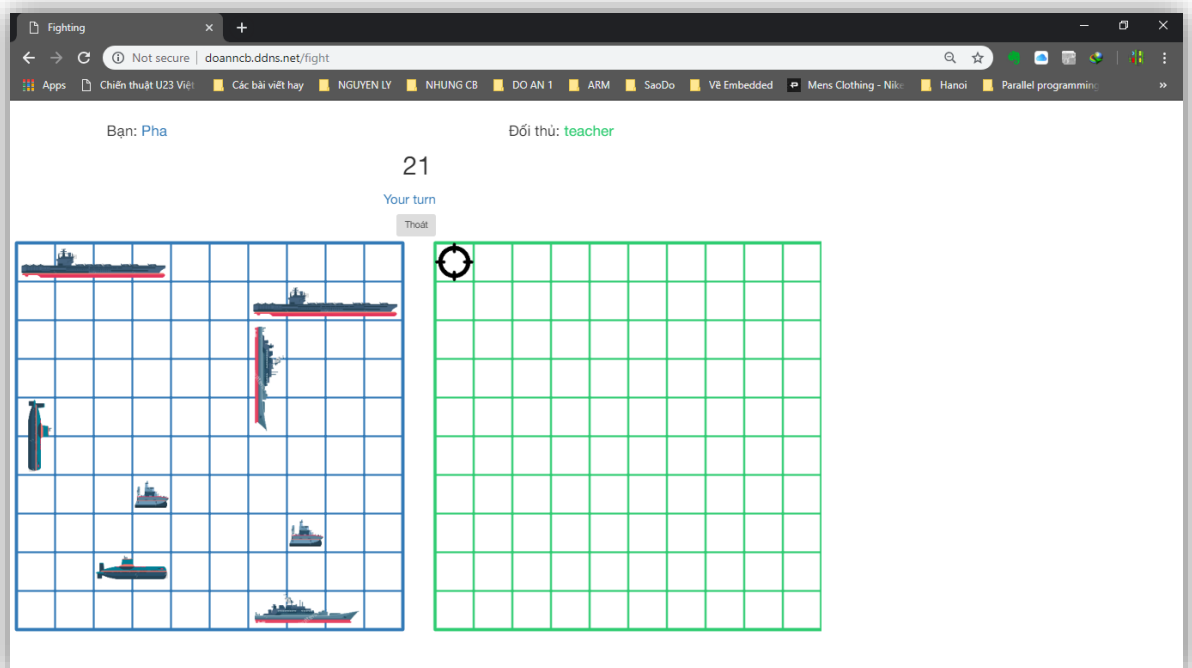 Fighting
Not secure | doanncb.ddns.net/fight
Apps Chiến thuật U23 Việt Các bài viết hay NGUYEN LY NHUNG CB DO AN 1 ARM SaoDo Về Embedded Mens Clothing - Nike Hanoi Parallel programming »
Bạn: Pha Đối thủ: teacher
21
Your turn
Thoát